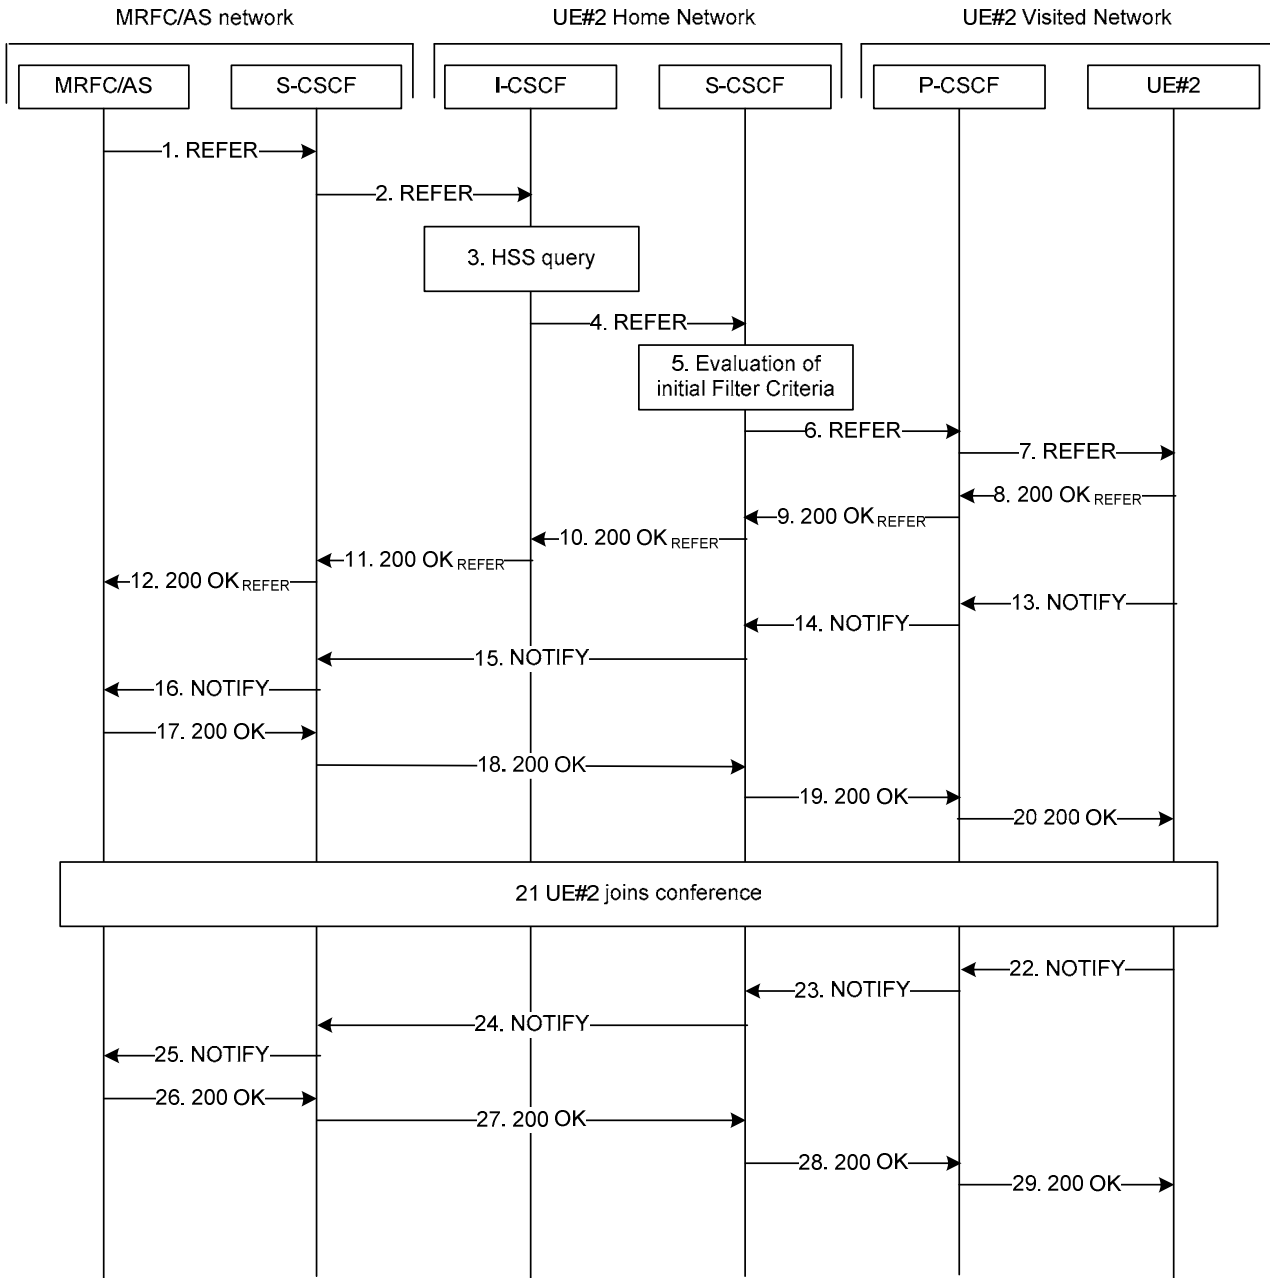 MRFC/AS network
UE#2 Home Network
UE#2 Visited Network
MRFC/AS
S-CSCF
I-CSCF
S-CSCF
P-CSCF
UE#2
1. REFER
2. REFER
3. HSS query
4. REFER
5. Evaluation of
initial Filter Criteria
6. REFER
7. REFER
8. 200 OK REFER
9. 200 OK REFER
10. 200 OK REFER
11. 200 OK REFER
12. 200 OK REFER
13. NOTIFY
14. NOTIFY
15. NOTIFY
16. NOTIFY
17. 200 OK
18. 200 OK
19. 200 OK
20 200 OK
21 UE#2 joins conference
22. NOTIFY
23. NOTIFY
24. NOTIFY
25. NOTIFY
26. 200 OK
27. 200 OK
28. 200 OK
29. 200 OK